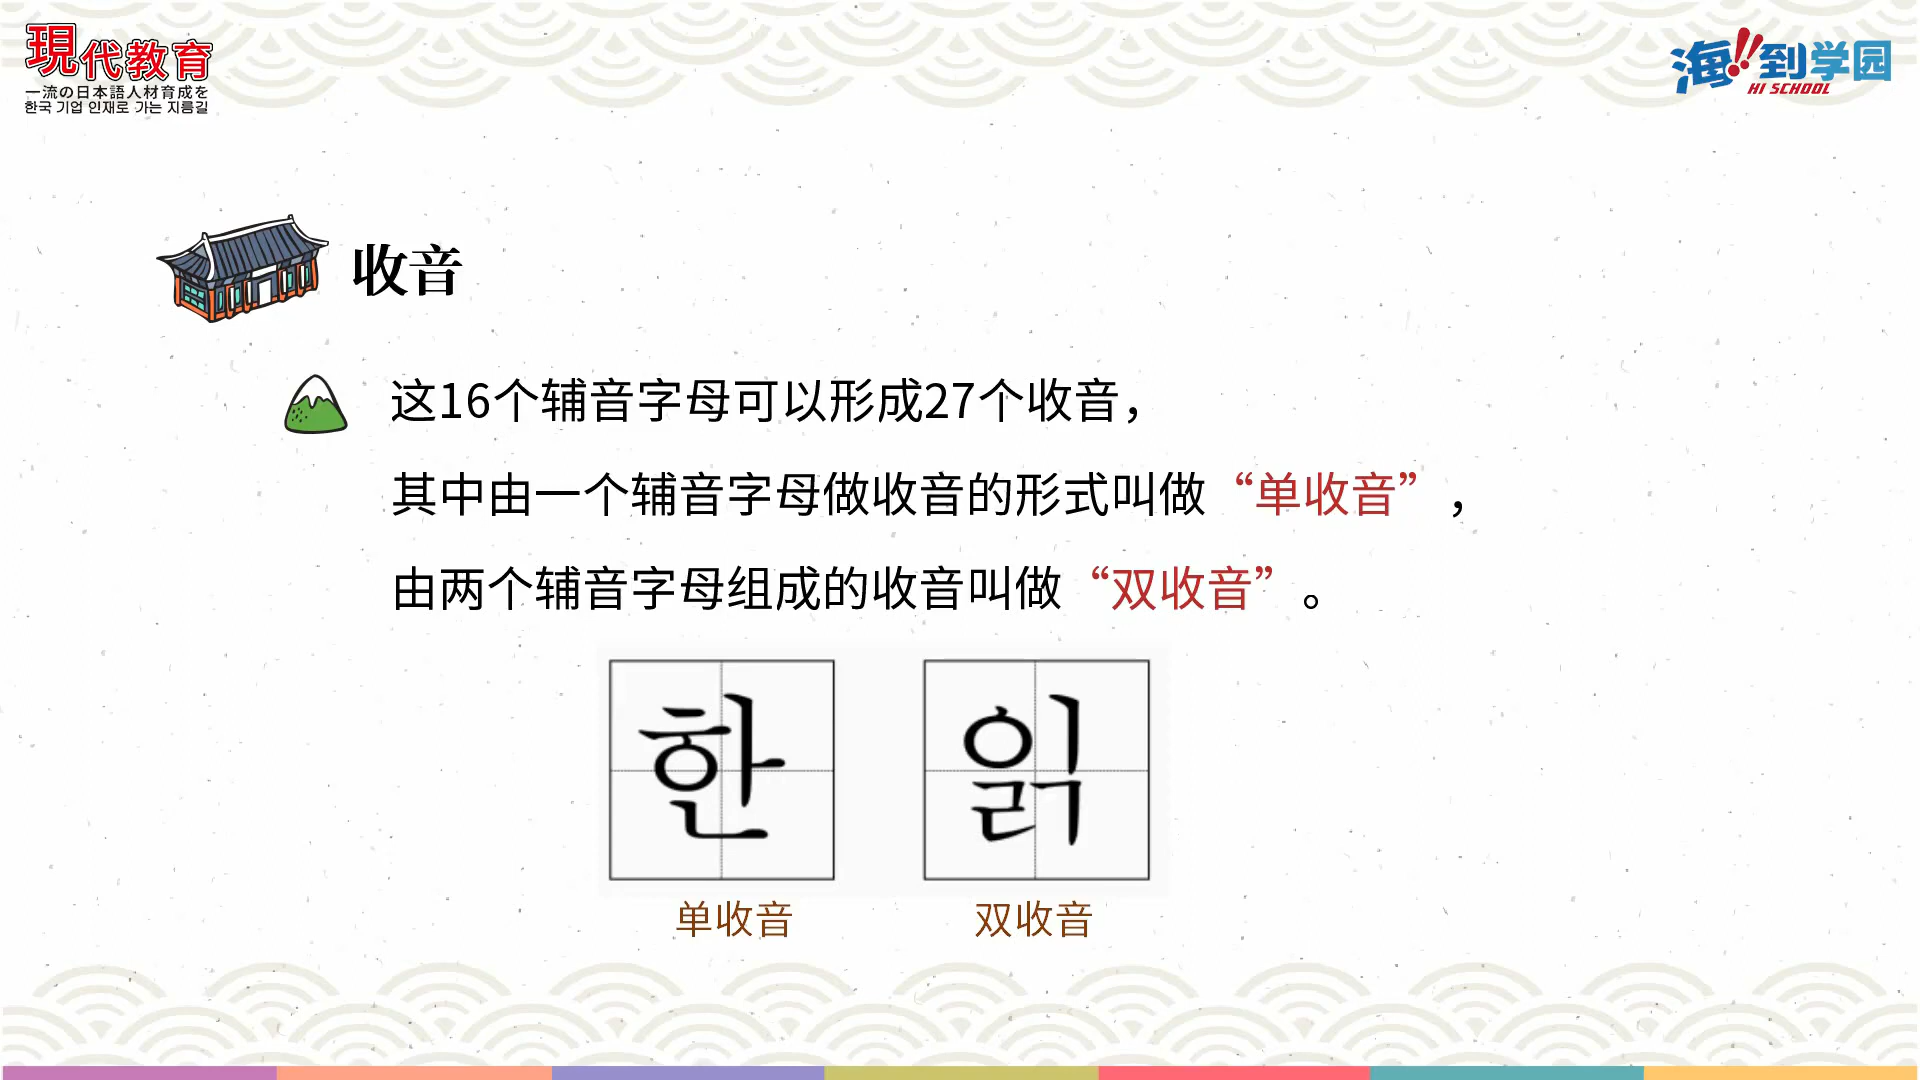 現代教育
一流の日本語人材育成を
한국 기업 인재로 가는 지름길
海!!到学园
HI SCHOOL
收音
这16个辅音字母可以形成27个收音，
其中由一个辅音字母做收音的形式叫做“单收音”，
由两个辅音字母组成的收音叫做“双收音”。
한 읽
单收音 双收音